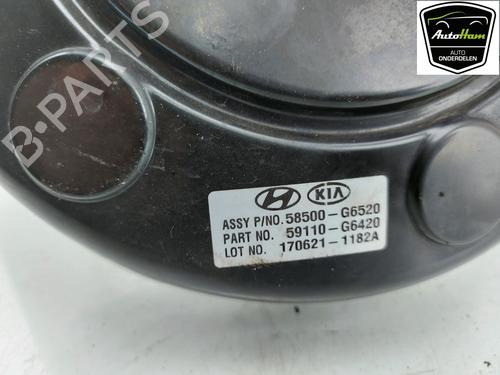 AutoHam
AUTO
ONDERDELEN
B-PARTS
KIA
ASSY P/NO. 58500-G6520
PART NO. 59110-G6420
LOT NO. 170621-1182A